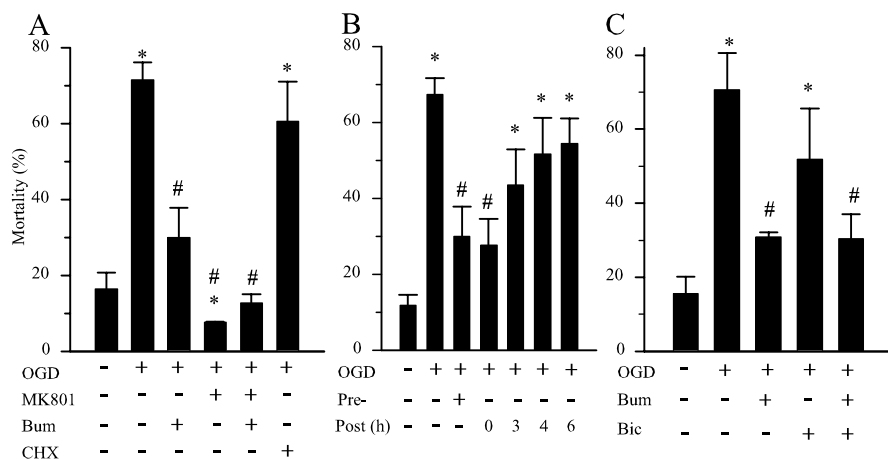 A
B
C
Mortality (%)
80
60
40
20
0
*
#
#
*
#
*
80
60
40
20
0
*
#
#
*
*
*
80
60
40
20
0
*
#
*
#
OGD - + + + + +
MK801 - - - + + -
Bum - - + - + -
CHX - - - - - +
OGD - + + + + + +
Pre- - - + - - - -
Post (h) - - - 0 3 4 6
OGD - + + + +
Bum - - + - +
Bic - - - + +